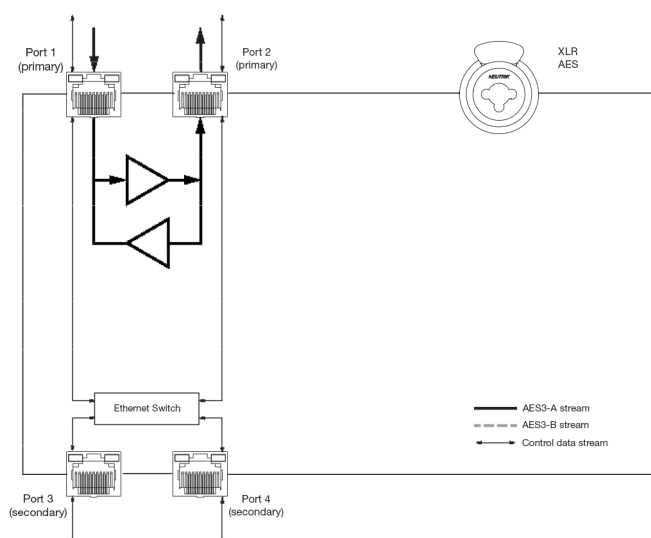 Port 1
(primary)
Port 2
(primary)
XLR
AES
NEUTRIK
Ethernet Switch
AES3-A stream
AES3-B stream
Control data stream
Port 3
(secondary)
Port 4
(secondary)